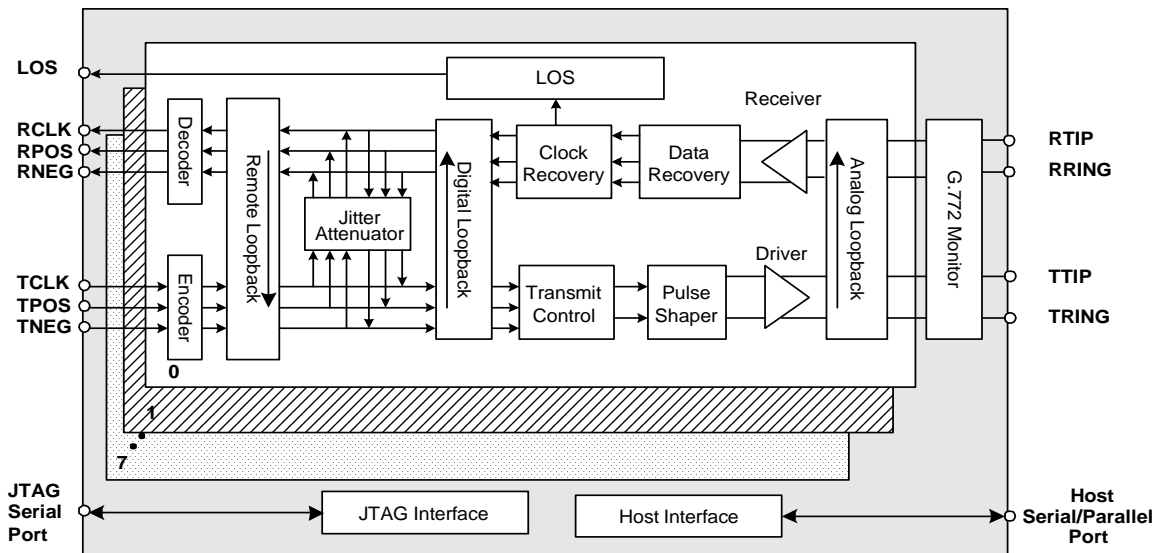 LOS
RCLK
RPOS
RNEG
TCLK
TPOS
TNEG
JTAG
Serial
Port
LOS
Receiver
Decoder
Remote Loopback
Jitter
Attenuator
Digital Loopback
Clock
Recovery
Data
Recovery
Analog Loopback
G.772 Monitor
Encoder
Transmit
Control
Pulse
Shaper
Driver
0
1
7
JTAG Interface
Host Interface
RTIP
RRING
TTIP
TRING
Host
Serial/Parallel
Port